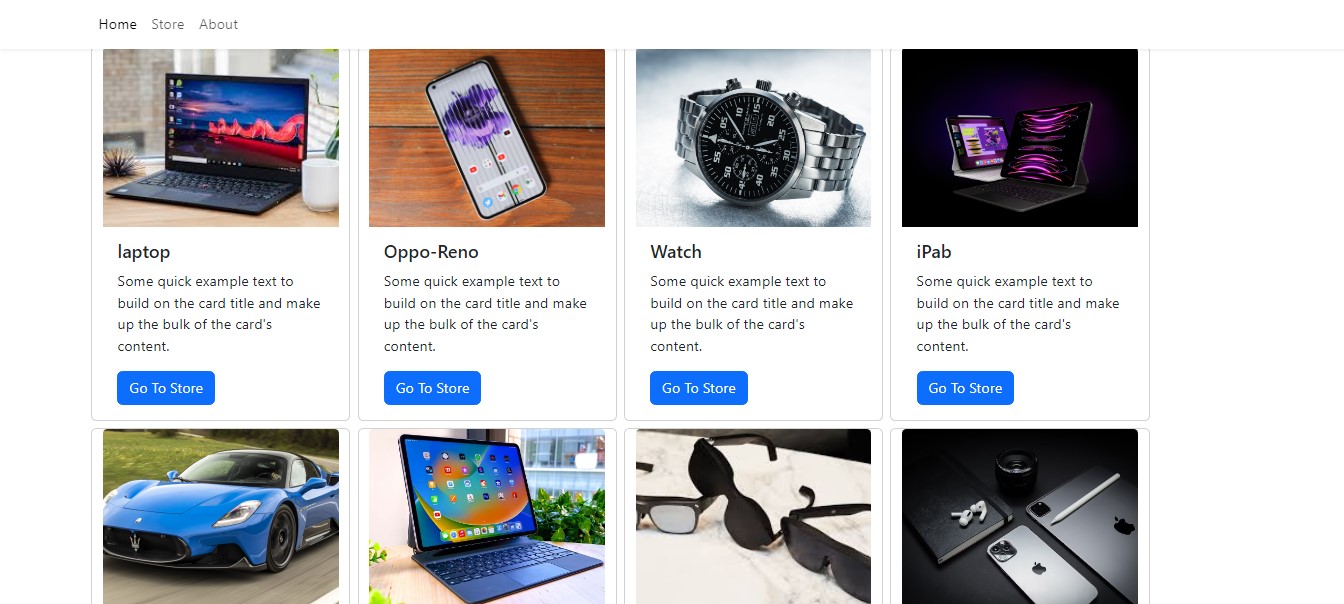 Home Store About
laptop
Some quick example text to
build on the card title and make
up the bulk of the card's
content.
Go To Store
Oppo-Reno
Some quick example text to
build on the card title and make
up the bulk of the card's
content.
Go To Store
Watch
Some quick example text to
build on the card title and make
up the bulk of the card's
content.
Go To Store
iPab
Some quick example text to
build on the card title and make
up the bulk of the card's
content.
Go To Store